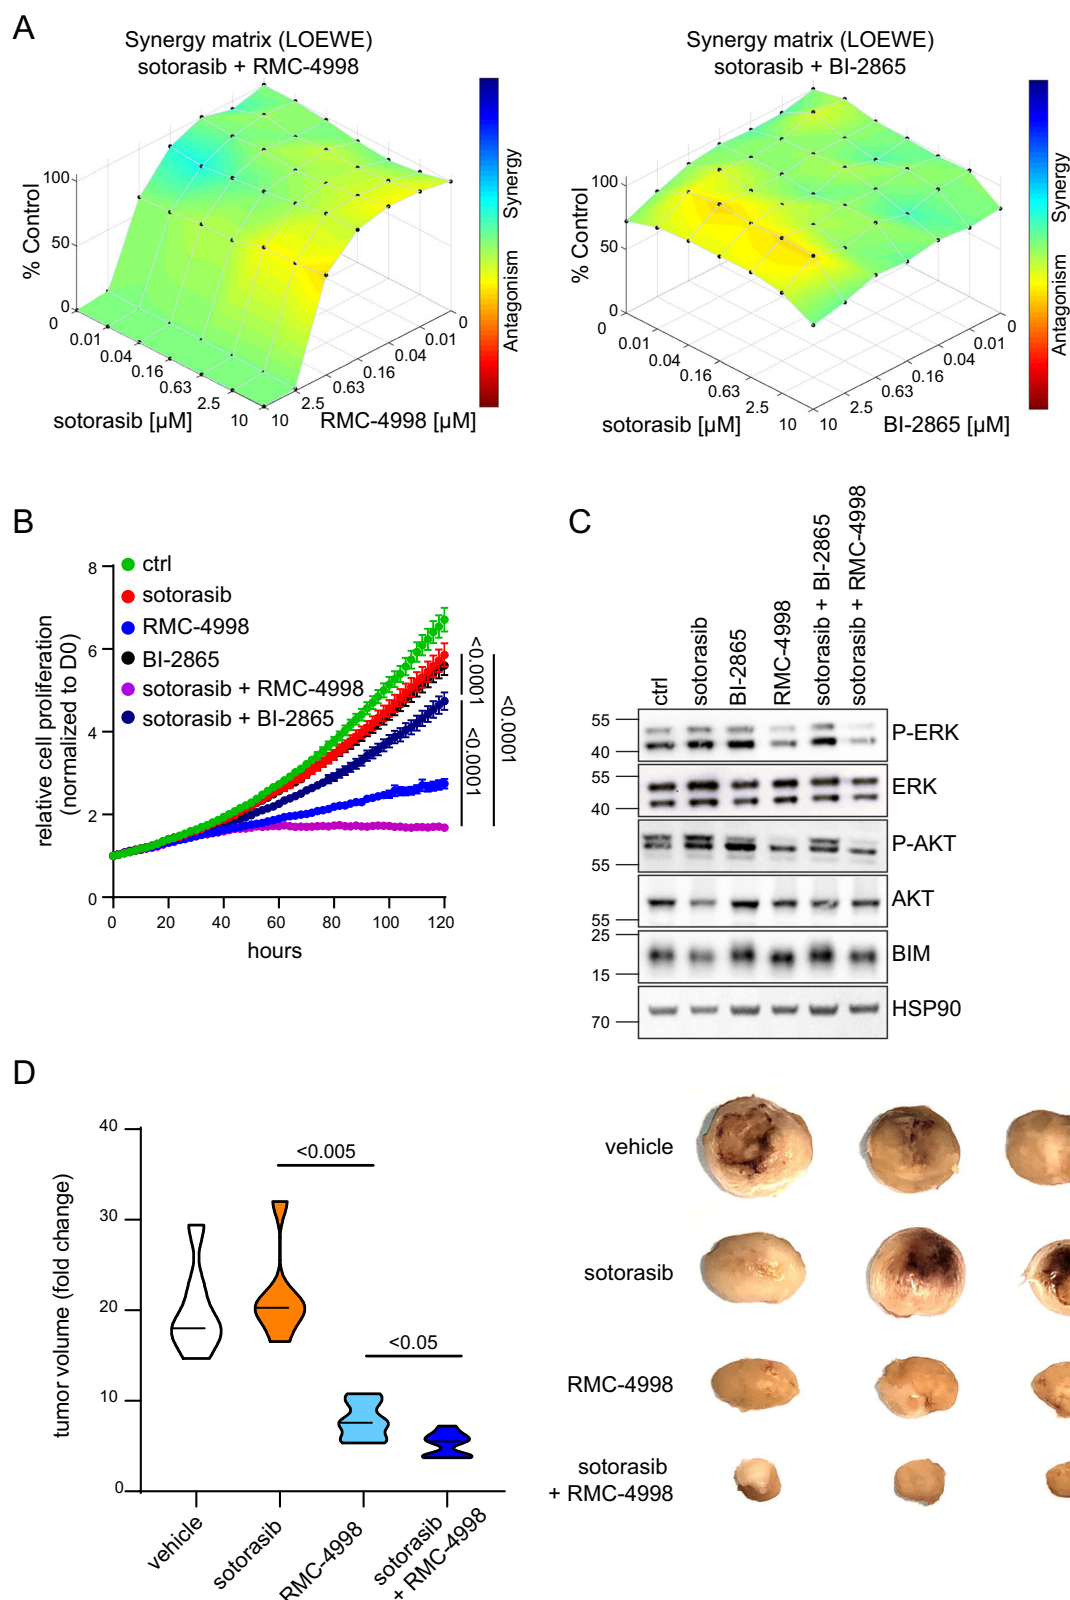 A
Synergy matrix (LOEWE)
sotorasib + RMC-4998
100
50
0
% Control
0
0.01
0.04
0.16
0.63
2.5
10
sotorasib [µM]
10
2.5
0.63
0.16
0.04
0.01
0
RMC-4998 [µM]
Synergy
Antagonism
Synergy matrix (LOEWE)
sotorasib + BI-2865
100
50
0
% Control
0
0.01
0.04
0.16
0.63
2.5
10
sotorasib [µM]
10
2.5
0.63
0.16
0.04
0.01
0
BI-2865 [µM]
Synergy
Antagonism
B
relative cell proliferation
(normalized to D0)
8
6
4
2
0
ctrl
sotorasib
RMC-4998
BI-2865
sotorasib + RMC-4998
sotorasib + BI-2865
<0.0001
<0.0001
<0.0001
0 20 40 60 80 100 120
hours
C
ctrl
sotorasib
BI-2865
RMC-4998
sotorasib + BI-2865
sotorasib + RMC-4998
55
40
P-ERK
55
40
ERK
55
P-AKT
55
AKT
25
15
BIM
70
HSP90
D
tumor volume (fold change)
40
30
20
10
0
<0.005
<0.05
vehicle
sotorasib
RMC-4998
sotorasib
+ RMC-4998
vehicle
sotorasib
RMC-4998
sotorasib
+ RMC-4998